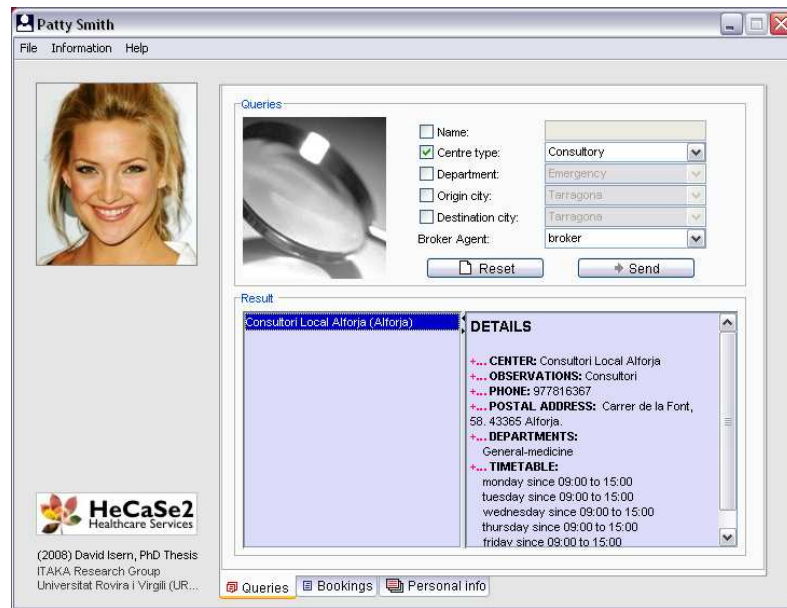 Patty Smith
File Information Help
Queries
Name:
Centre type: Consultory
Department: Emergency
Origin city: Tarragona
Destination city: Tarragona
Broker Agent: broker
Reset Send
Result
Consultori Local Alforja (Alforja)
DETAILS
+... CENTER: Consultori Local Alforja
+... OBSERVATIONS: Consultori
+... PHONE: 977816367
+... POSTAL ADDRESS: Carrer de la Font,
58. 43365 Alforja.
+... DEPARTMENTS:
General-medicine
+... TIMETABLE:
monday since 09:00 to 15:00
tuesday since 09:00 to 15:00
wednesday since 09:00 to 15:00
thursday since 09:00 to 15:00
friday since 09:00 to 15:00
HeCaSe2
Healthcare Services
(2008) David Isern, PhD Thesis
ITAKA Research Group
Universitat Rovira i Virgili (UR...
Queries Bookings Personal info